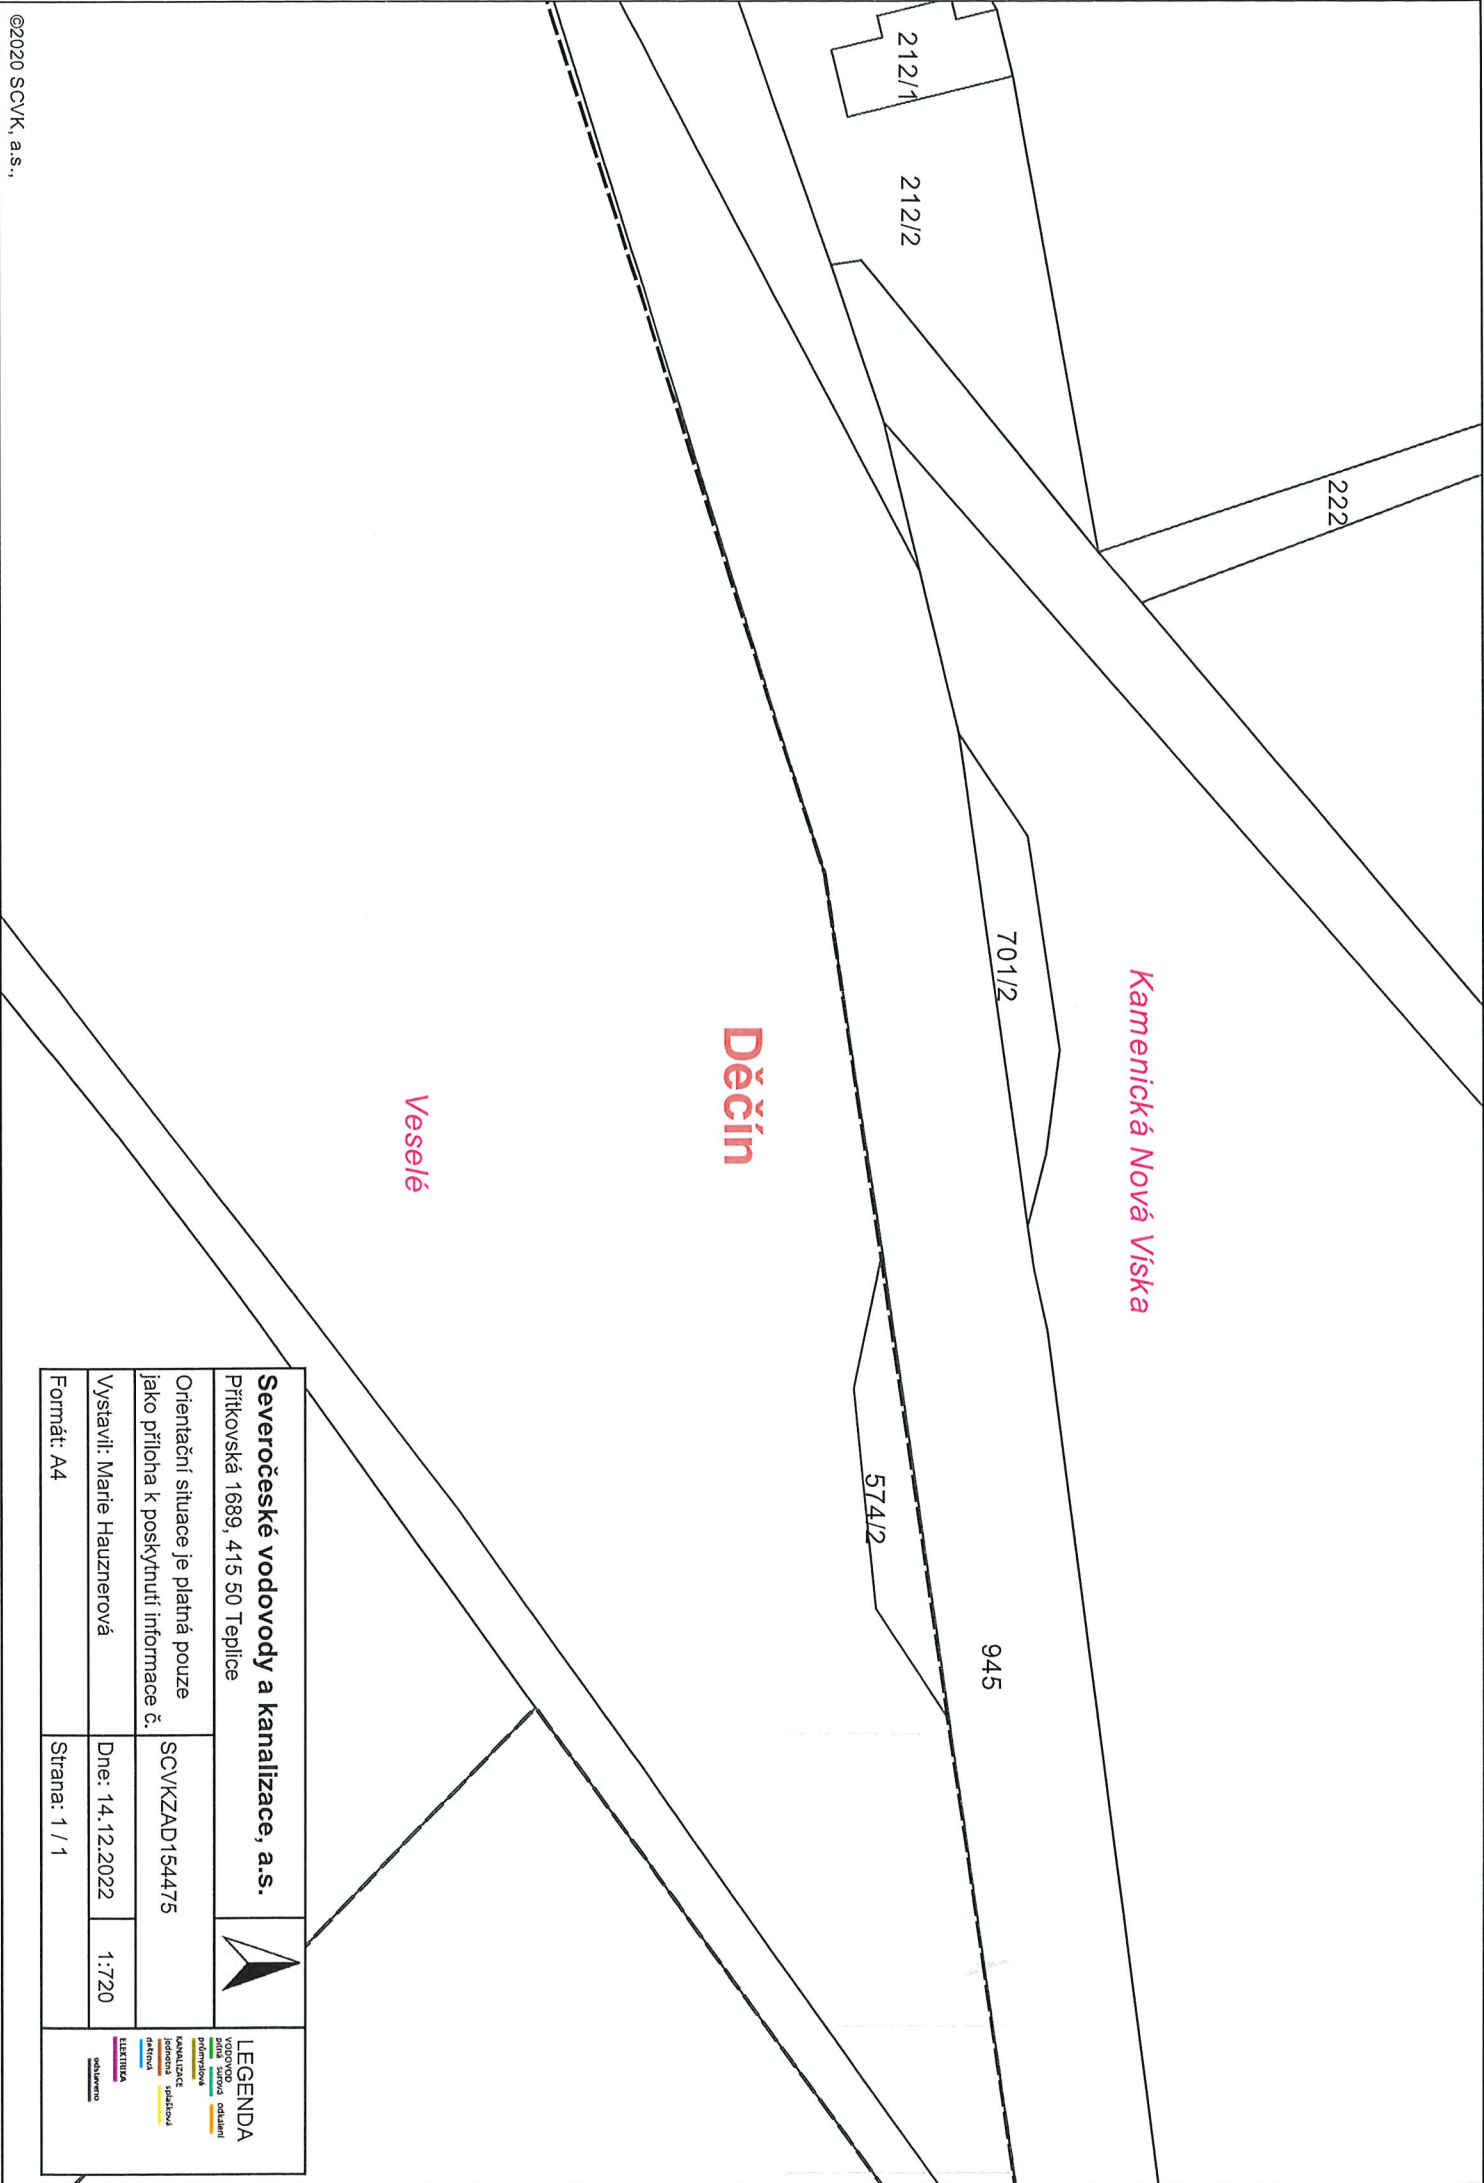 222
212/1
212/2
Kamenická Nová Víska
701/2
945
Děčín
574/2
Veselé
Severočeské vodovody a kanalizace, a.s.
Přítkovská 1689, 415 50 Teplice
Orientační situace je platná pouze
jako příloha k poskytnutí informace č.
SCVKZAD154475
Vystavil: Marie Hauznerová
Dne: 14.12.2022
1:720
Formát: A4
Strana: 1 / 1
LEGENDA
VODOVOD
pitná surová odkalení
průmyslová
KANALIZACE
jednotná splašková
dešťová
ELEKTRIKA
odstaveno
©2020 SCVK, a.s.,